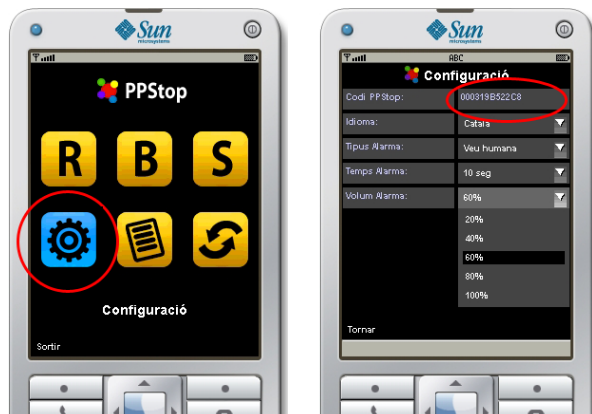 Sun
microsystems
PPStop
R B S
Configuració
Sortir
Sun
microsystems
ABC
Configuració
Codi PPStop: 000319B522C8
Idioma: Català
Tipus Alarma: Veu humana
Temps Alarma: 10 seg
Volum Alarma: 60%
20%
40%
60%
80%
100%
Tornar